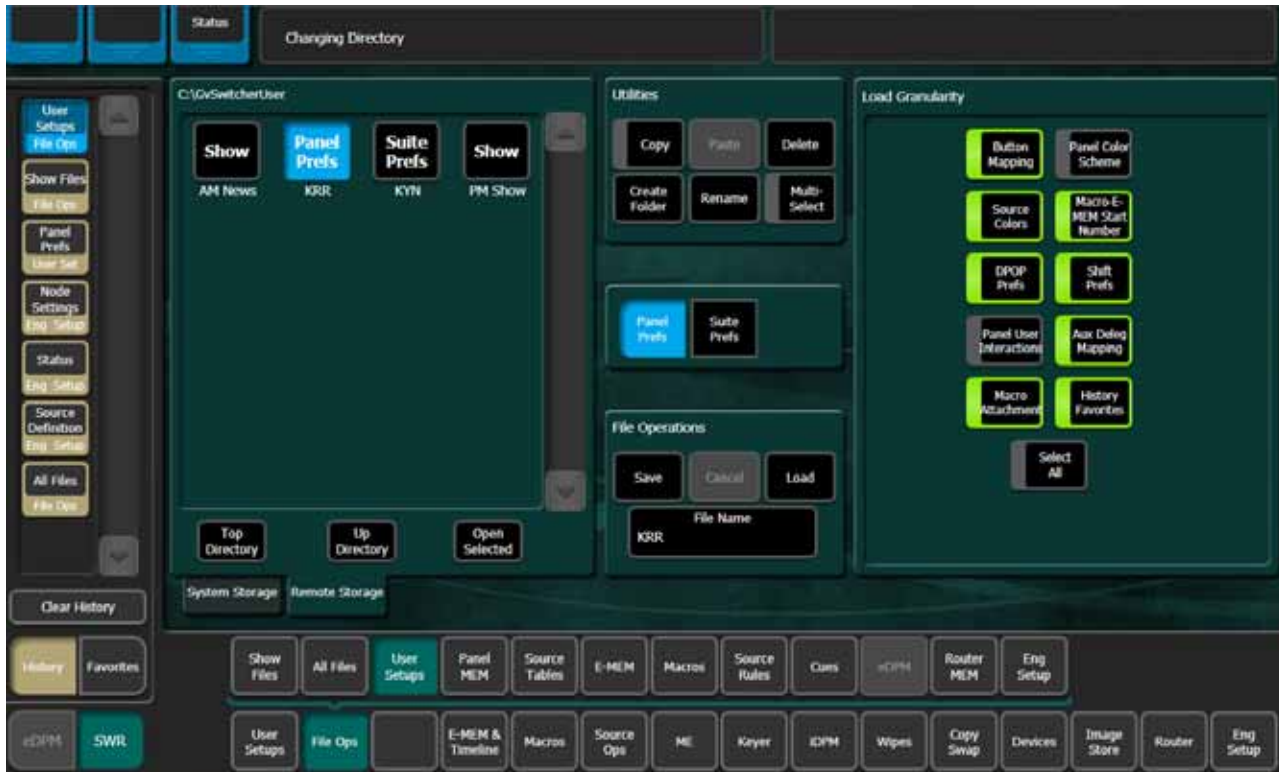 Status
Changing Directory
User
Setups
File Ops
Show Files
File Ops
Panel
Prefs
User Set
Node
Settings
Eng Setup
Status
Eng Setup
Source
Definition
Eng Setup
All Files
File Ops
Clear History
History
Favorites
eDPM
SWR
C:\GvSwitcherUser
Show
AM News
Panel
Prefs
KRR
Suite
Prefs
KYN
Show
PM Show
Top
Directory
Up
Directory
Open
Selected
System Storage
Remote Storage
Utilities
Copy
Paste
Delete
Create
Folder
Rename
Multi-
Select
Panel
Prefs
Suite
Prefs
File Operations
Save
Cancel
Load
File Name
KRR
Load Granularity
Button
Mapping
Panel Color
Scheme
Source
Colors
Macro-E-
MEM Start
Number
DPOP
Prefs
Shift
Prefs
Panel User
Interactions
Aux Deleg
Mapping
Macro
Attachment
History
Favorites
Select
All
Show
Files
All Files
User
Setups
Panel
MEM
Source
Tables
E-MEM
Macros
Source
Rules
Cues
eDPM
Router
MEM
Eng
Setup
User
Setups
File Ops
E-MEM &
Timeline
Macros
Source
Ops
ME
Keyer
iDPM
Wipes
Copy
Swap
Devices
Image
Store
Router
Eng
Setup